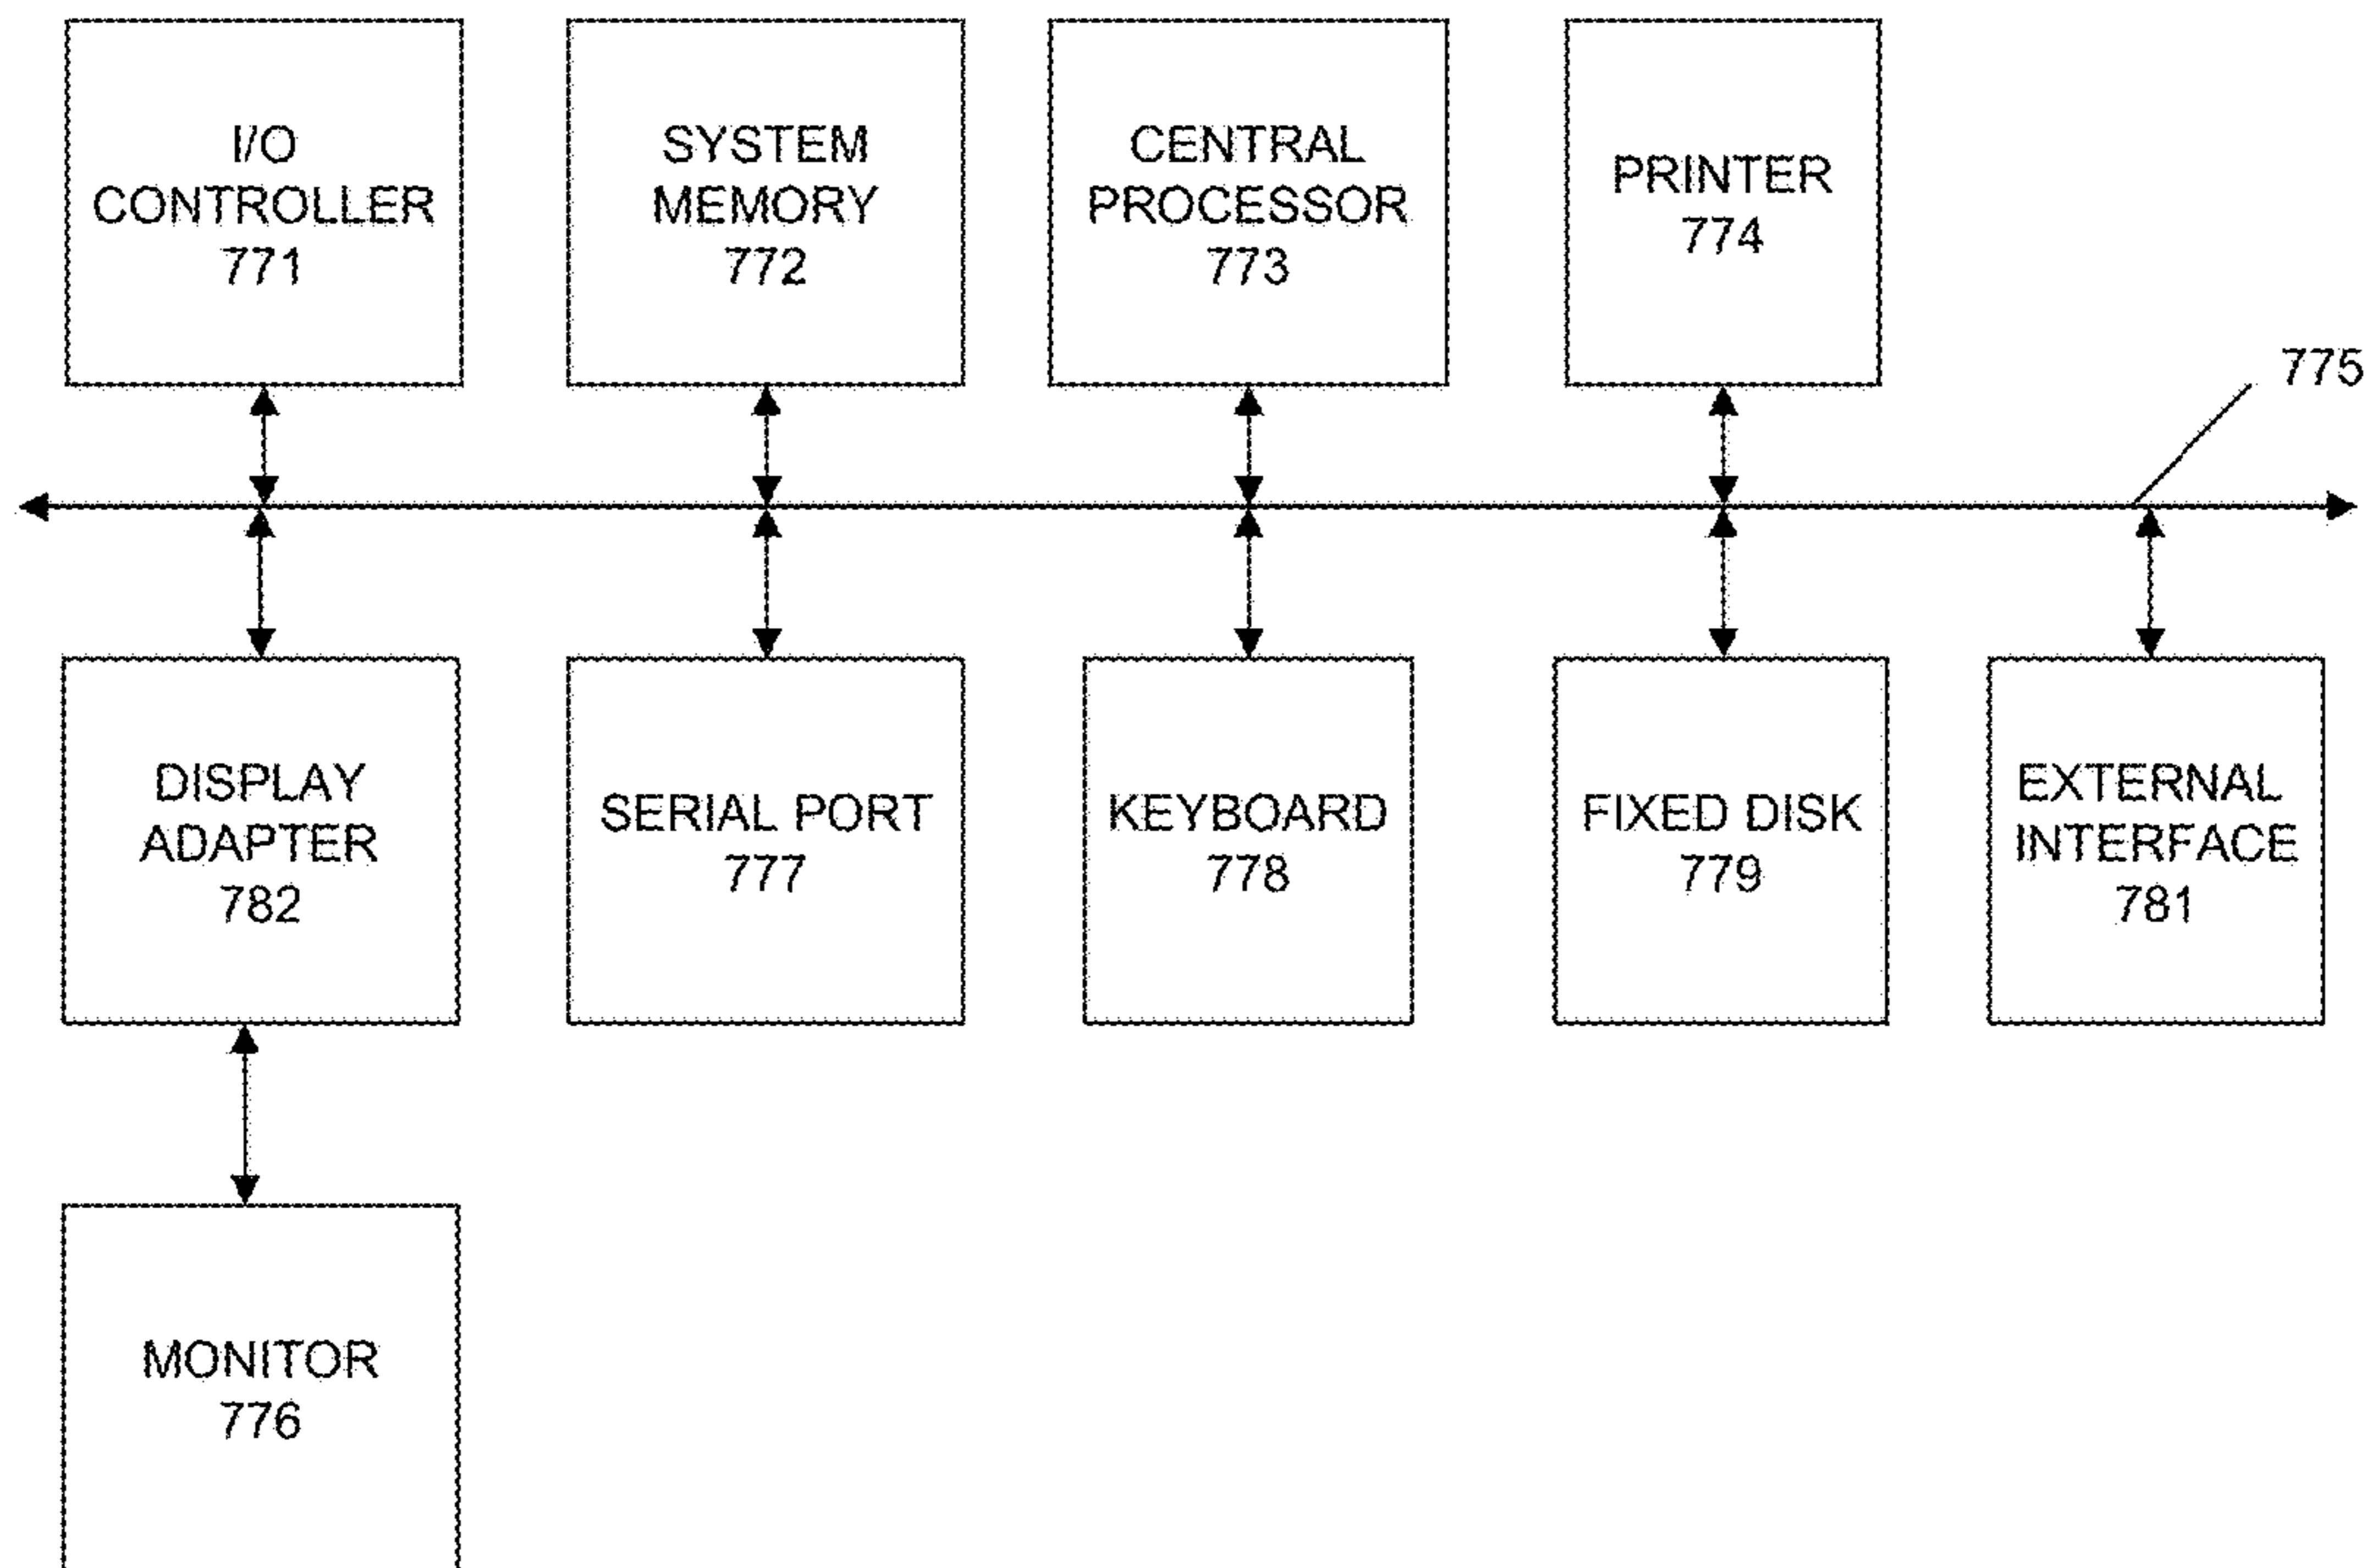 I/O
CONTROLLER
771
SYSTEM
MEMORY
772
CENTRAL
PROCESSOR
773
PRINTER
774
775
DISPLAY
ADAPTER
782
SERIAL PORT
777
KEYBOARD
778
FIXED DISK
779
EXTERNAL
INTERFACE
781
MONITOR
776